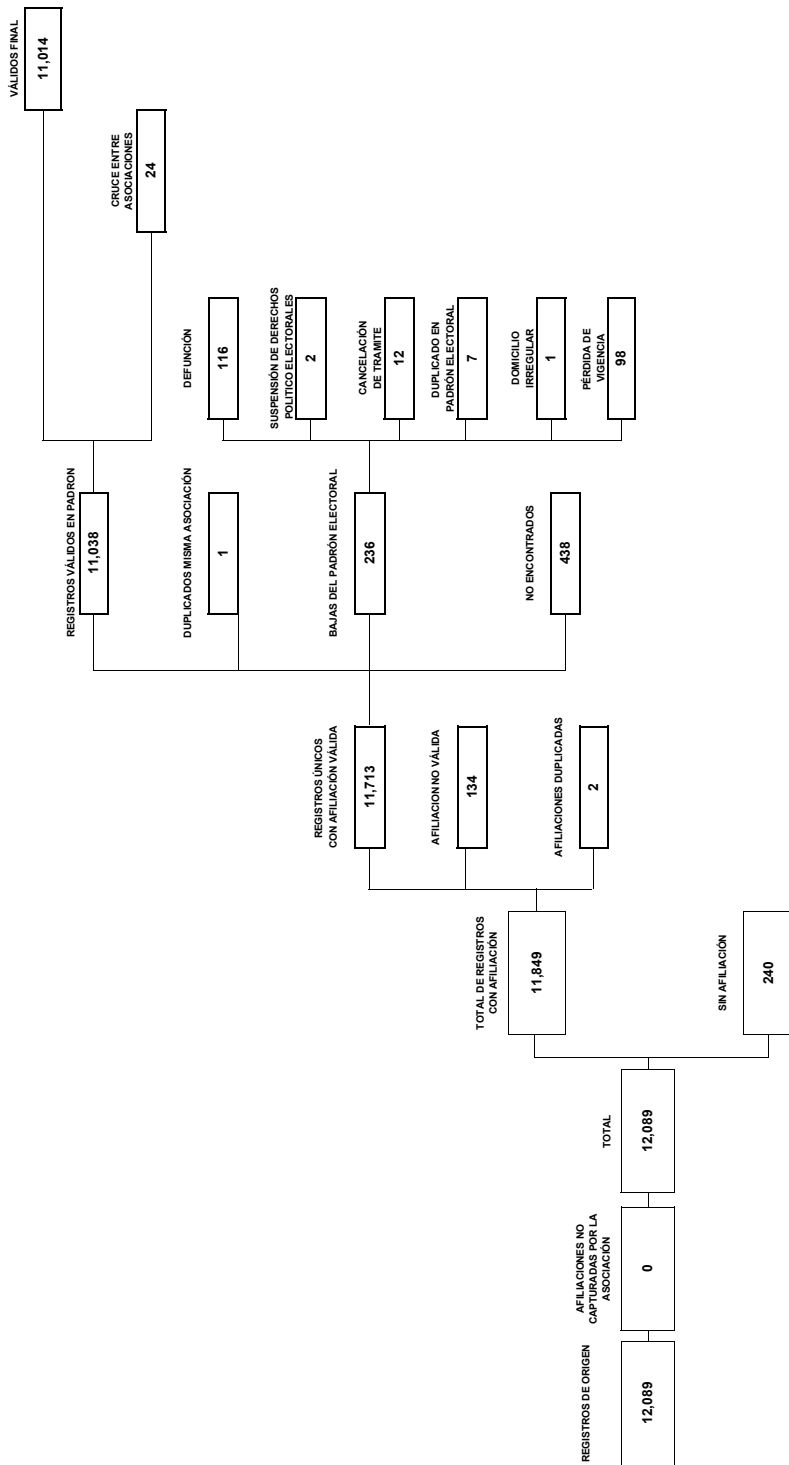 REGISTROS DE ORIGEN
12,089
AFILIACIONES NO
CAPTURADAS POR LA
ASOCIACIÓN
0
TOTAL
12,089
TOTAL DE REGISTROS
CON AFILIACIÓN
11,849
SIN AFILIACIÓN
240
REGISTROS ÚNICOS
CON AFILIACIÓN VÁLIDA
11,713
AFILIACION NO VÁLIDA
134
AFILIACIONES DUPLICADAS
2
REGISTROS VÁLIDOS EN PADRON
11,038
DUPLICADOS MISMA ASOCIACIÓN
1
BAJAS DEL PADRÓN ELECTORAL
236
NO ENCONTRADOS
438
DEFUNCIÓN
116
SUSPENSIÓN DE DERECHOS
POLITICO ELECTORALES
2
CANCELACIÓN
DE TRAMITE
12
DUPLICADO EN
PADRÓN ELECTORAL
7
DOMICILIO
IRREGULAR
1
PÉRDIDA DE
VIGENCIA
98
VÁLIDOS FINAL
11,014
CRUCE ENTRE
ASOCIACIONES
24